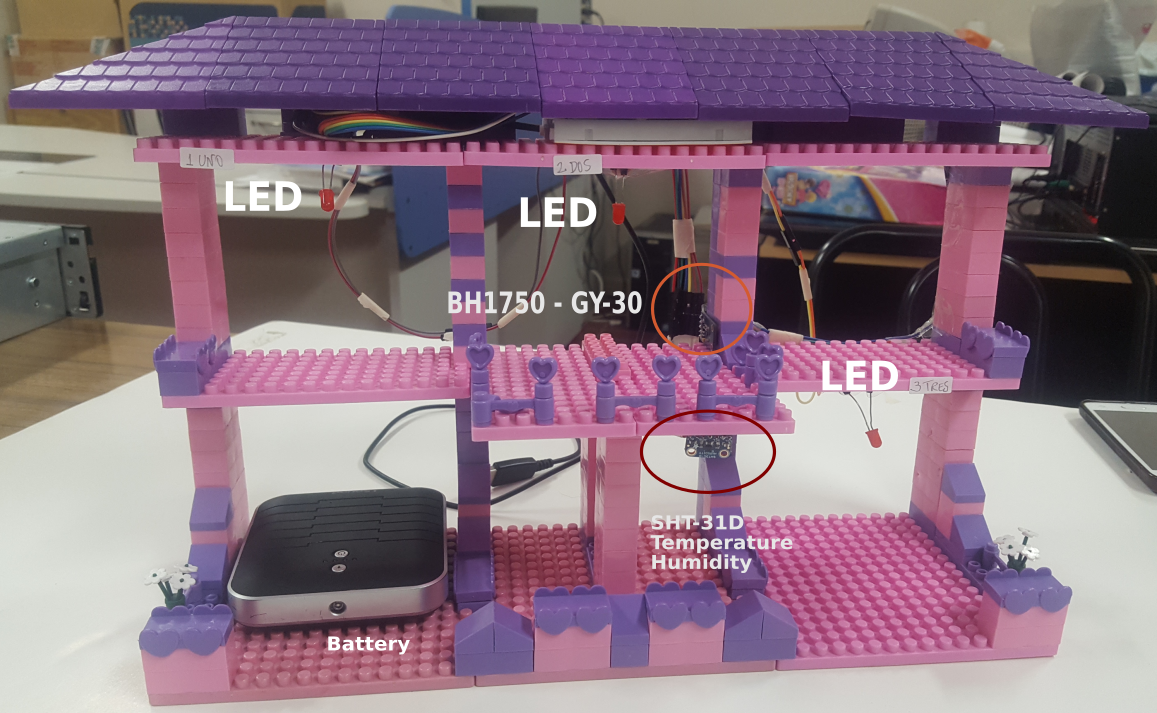 1 UNO
2. DOS
LED
LED
BH1750 - GY-30
LED
3 TRES
SHT-31D
Temperature
Humidity
Battery